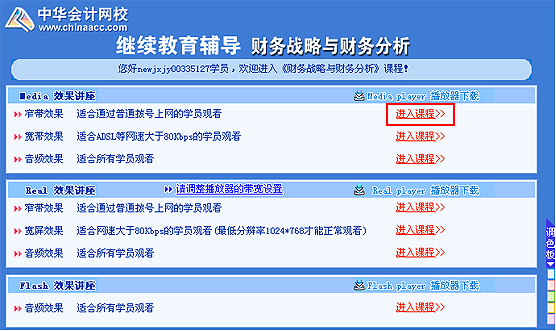 中华会计网校
www.chinaacc.com
继续教育辅导 财务战略与财务分析
您好newjxjy00335127学员,欢迎进入《财务战略与财务分析》课程!
Media 效果讲座 Media player 播放器下载
窄带效果 适合通过普通拨号上网的学员观看 进入课程>>
宽带效果 适合ADSL等网速大于80Kbps的学员观看 进入课程>>
音频效果 适合所有学员观看 进入课程>>
Real 效果讲座 请调整播放器的带宽设置 Real player 播放器下载
窄带效果 适合通过普通拨号上网的学员观看 进入课程>>
宽屏效果 适合网速大于80Kbps的学员观看(最低分辨率1024*768才能正常观看) 进入课程>>
音频效果 适合所有学员观看 进入课程>>
Flash 效果讲座 Flash player 播放器下载
音频效果 适合所有学员观看 进入课程>>
调色板